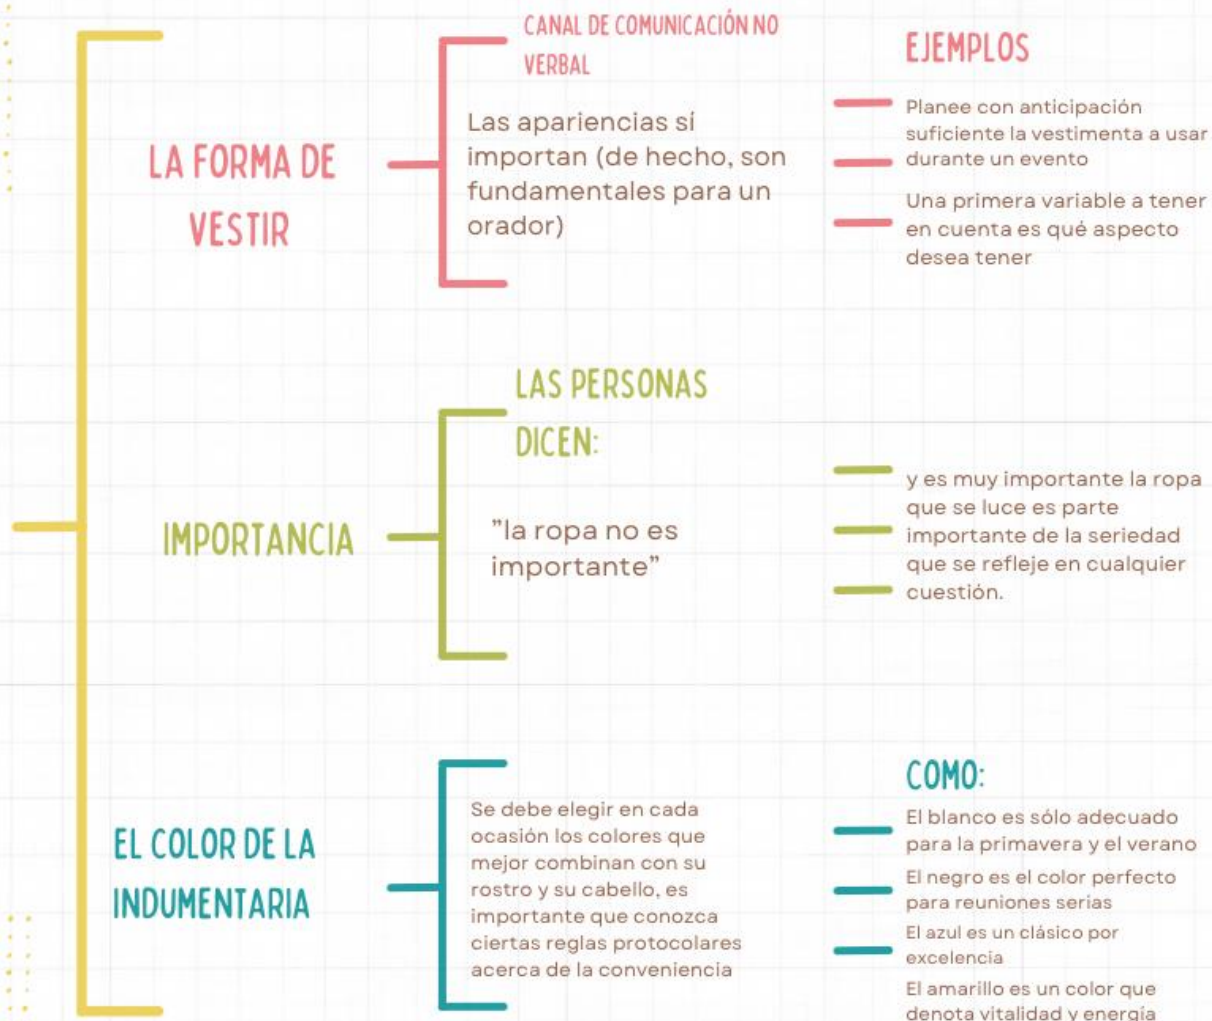 LA FORMA DE
VESTIR
CANAL DE COMUNICACIÓN NO
VERBAL
Las apariencias sí
importan (de hecho, son
fundamentales para un
orador)
EJEMPLOS
Planee con anticipación
suficiente la vestimenta a usar
durante un evento
Una primera variable a tener
en cuenta es qué aspecto
desea tener
IMPORTANCIA
LAS PERSONAS
DICEN:
"la ropa no es
importante"
y es muy importante la ropa
que se luce es parte
importante de la seriedad
que se refleje en cualquier
cuestión.
EL COLOR DE LA
INDUMENTARIA
Se debe elegir en cada
ocasión los colores que
mejor combinan con su
rostro y su cabello, es
importante que conozca
ciertas reglas protocolares
acerca de la conveniencia
COMO:
El blanco es sólo adecuado
para la primavera y el verano
El negro es el color perfecto
para reuniones serias
El azul es un clásico por
excelencia
El amarillo es un color que
denota vitalidad y energía